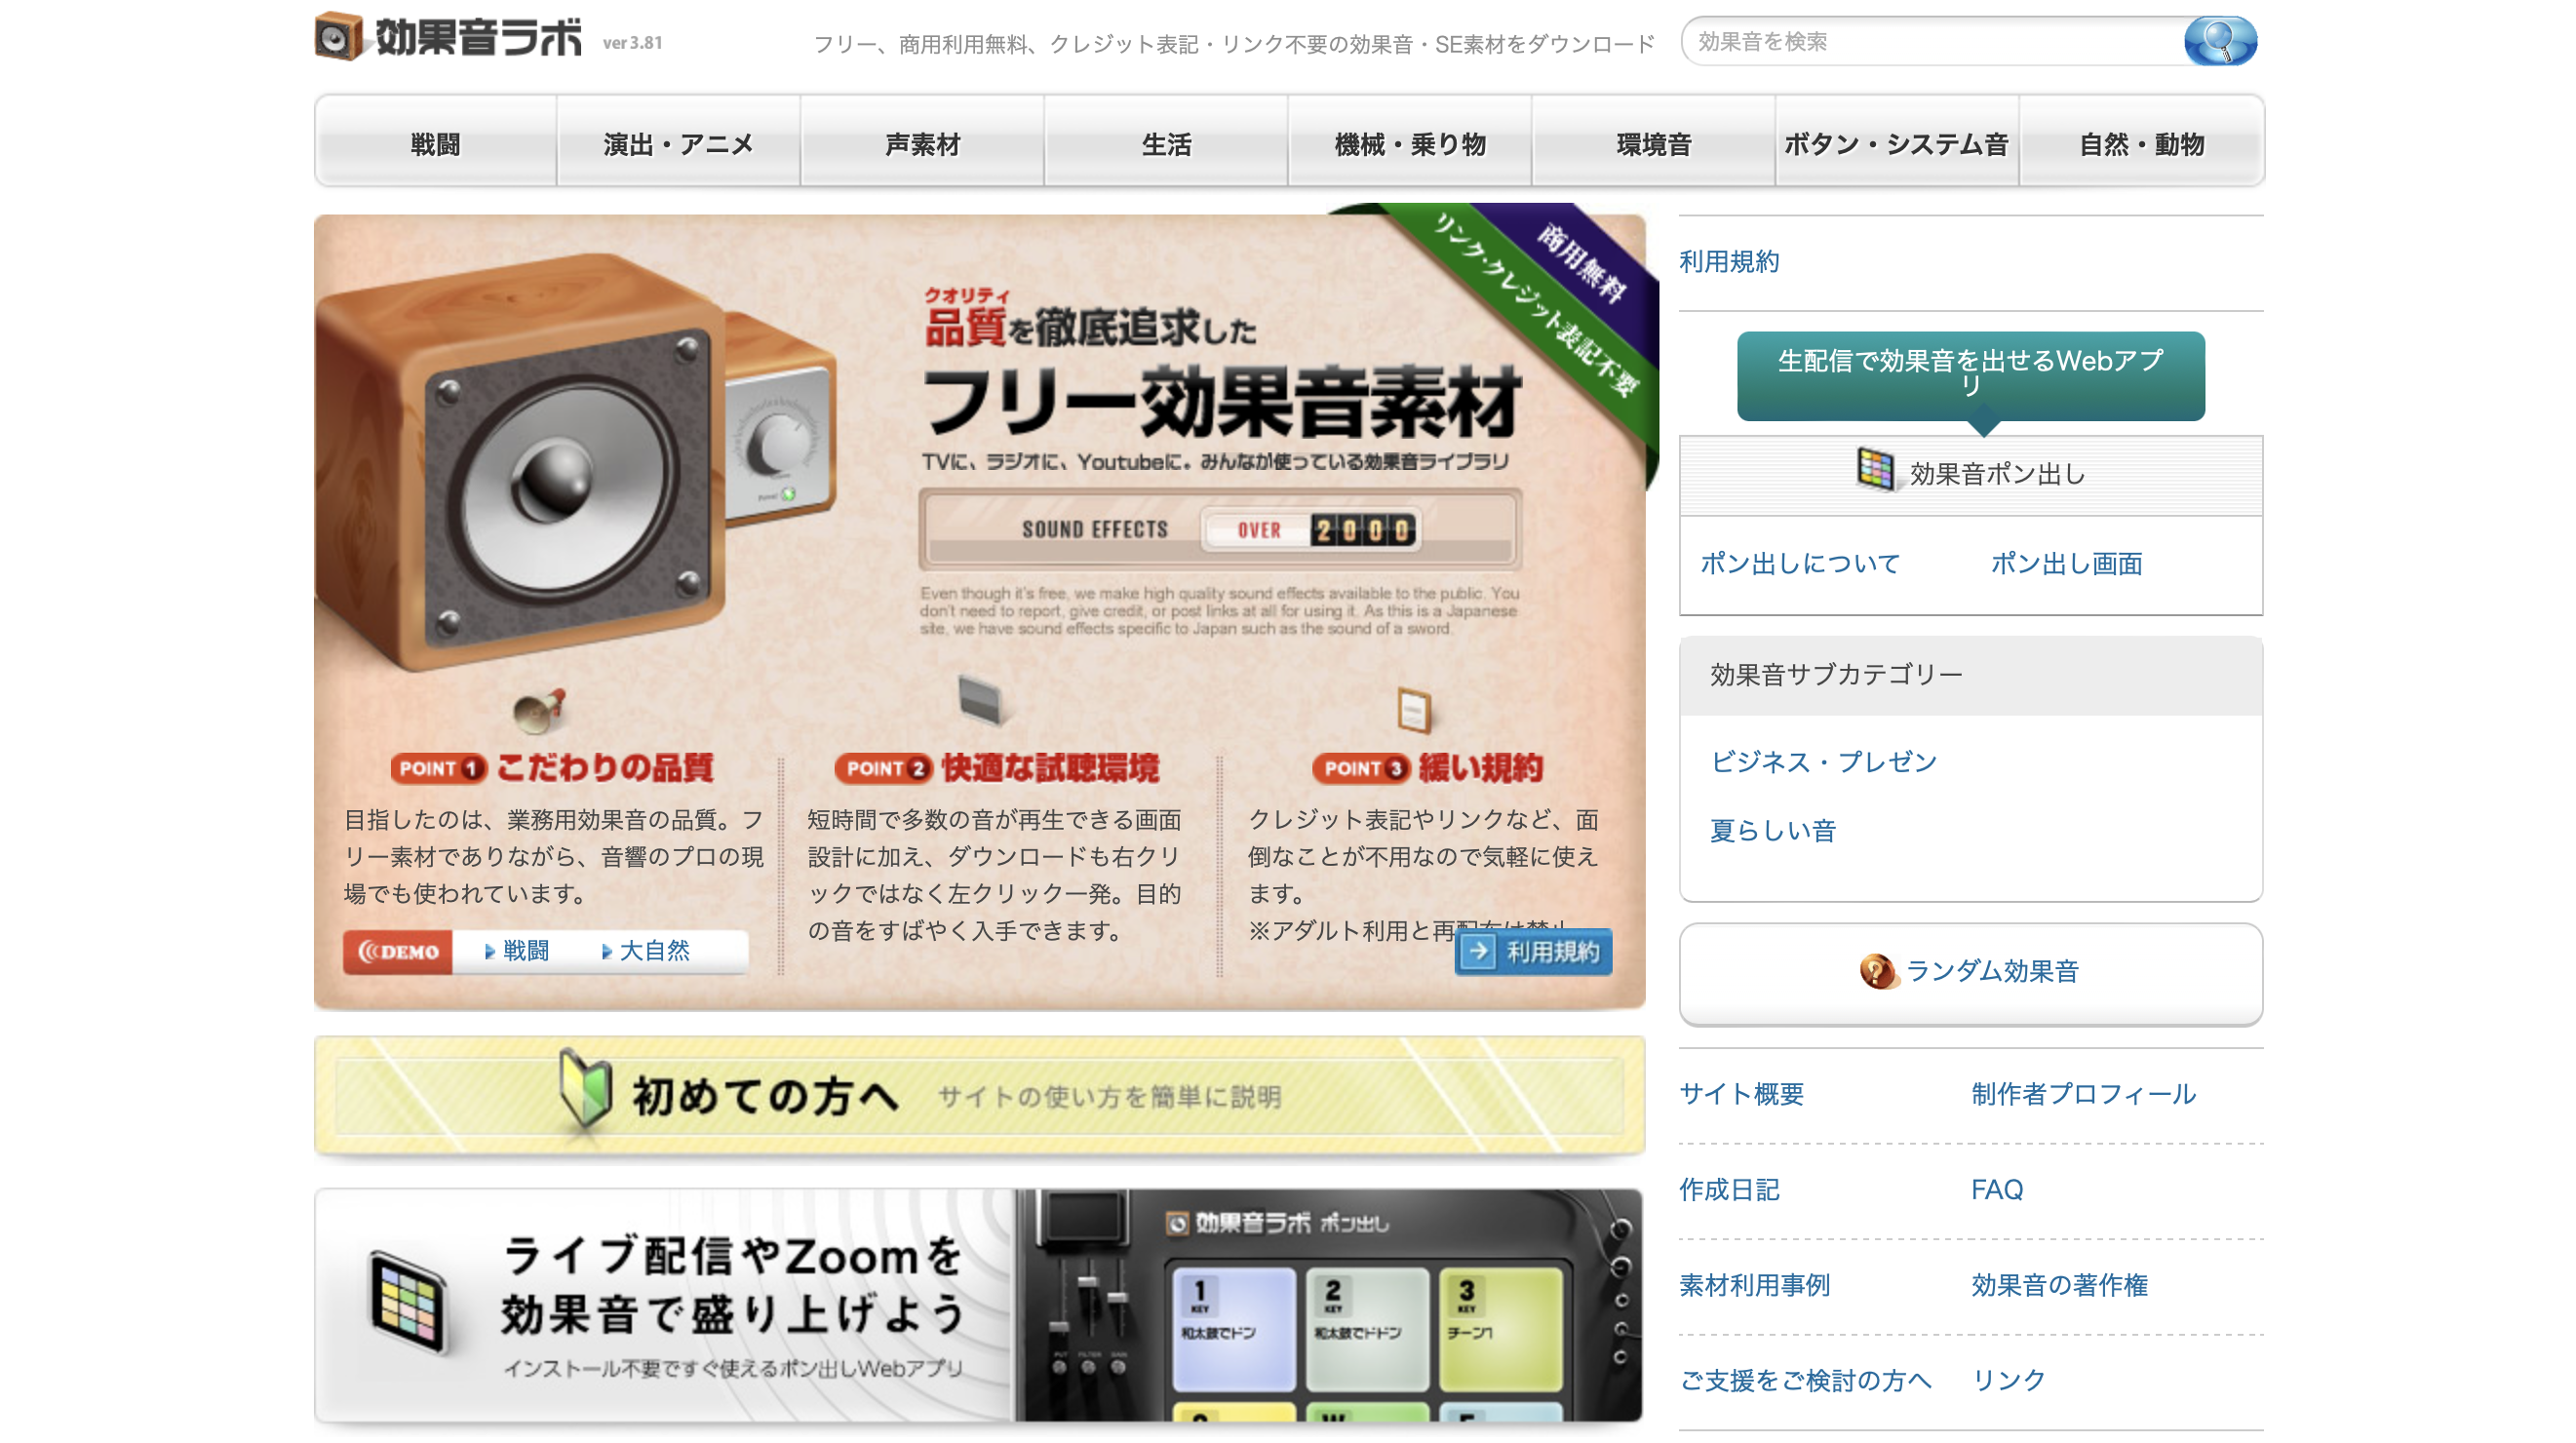 効果音ラボ ver 3.81
フリー、商用利用無料、クレジット表記・リンク不要の効果音・SE素材をダウンロード
効果音を検索
戦闘
演出・アニメ
声素材
生活
機械・乗り物
環境音
ボタン・システム音
自然・動物
商用無料
リンク・クレジット表記不要
クオリティ
品質を徹底追求した
フリー効果音素材
TVに、ラジオに、Youtubeに。みんなが使っている効果音ライブラリ
SOUND EFFECTS OVER 2000
Even though it's free, we make high quality sound effects available to the public. You
don't need to report, give credit, or post links at all for using it. As this is a Japanese
site, we have sound effects specific to Japan such as the sound of a sword.
POINT 1 こだわりの品質
目指したのは、業務用効果音の品質。フ
リー素材でありながら、音響のプロの現
場でも使われています。
DEMO 戦闘 大自然
POINT 2 快適な試聴環境
短時間で多数の音が再生できる画面
設計に加え、ダウンロードも右クリ
ックではなく左クリック一発。目的
の音をすばやく入手できます。
POINT 3 緩い規約
クレジット表記やリンクなど、面
倒なことが不用なので気軽に使え
ます。
※アダルト利用と再配布は禁止
利用規約
初めての方へ サイトの使い方を簡単に説明
ライブ配信やZoomを
効果音で盛り上げよう
インストール不要ですぐ使えるポン出しWebアプリ
効果音ラボ ポン出し
1 KEY 和太鼓でドン
2 KEY 和太鼓でドドン
3 KEY チーン1
利用規約
生配信で効果音を出せるWebアプ
リ
効果音ポン出し
ポン出しについて ポン出し画面
効果音サブカテゴリー
ビジネス・プレゼン
夏らしい音
ランダム効果音
サイト概要 制作者プロフィール
作成日記 FAQ
素材利用事例 効果音の著作権
ご支援をご検討の方へ リンク